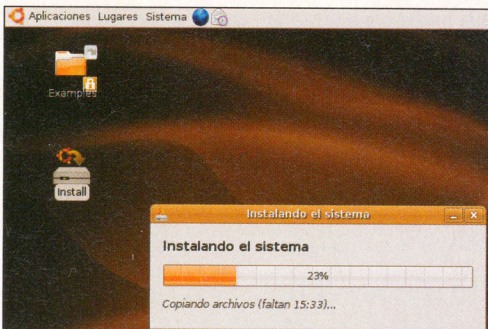 Aplicaciones Lugares Sistema
Examples
Install
Instalando el sistema
Instalando el sistema
23%
Copiando archivos (faltan 15:33)...